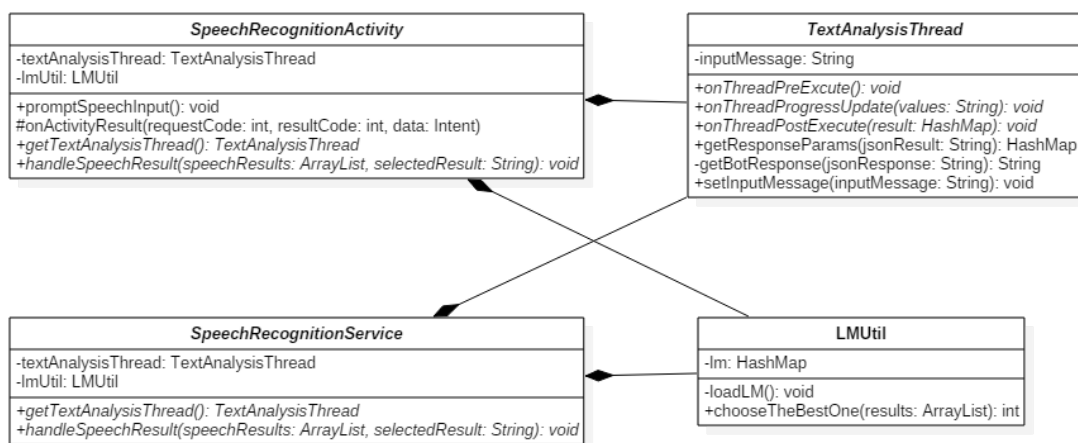 SpeechRecognitionActivity
-textAnalysisThread: TextAnalysisThread
-lmUtil: LMUtil
+promptSpeechInput(): void
#onActivityResult(requestCode: int, resultCode: int, data: Intent)
+getTextAnalysisThread(): TextAnalysisThread
+handleSpeechResult(speechResults: ArrayList, selectedResult: String): void
TextAnalysisThread
-inputMessage: String
+onThreadPreExcute(): void
+onThreadProgressUpdate(values: String): void
+onThreadPostExecute(result: HashMap): void
+getResponseParams(jsonResult: String): HashMap
-getBotResponse(jsonResponse: String): String
+setInputMessage(inputMessage: String): void
SpeechRecognitionService
-textAnalysisThread: TextAnalysisThread
-lmUtil: LMUtil
+getTextAnalysisThread(): TextAnalysisThread
+handleSpeechResult(speechResults: ArrayList, selectedResult: String): void
LMUtil
-lm: HashMap
-loadLM(): void
+chooseTheBestOne(results: ArrayList): int